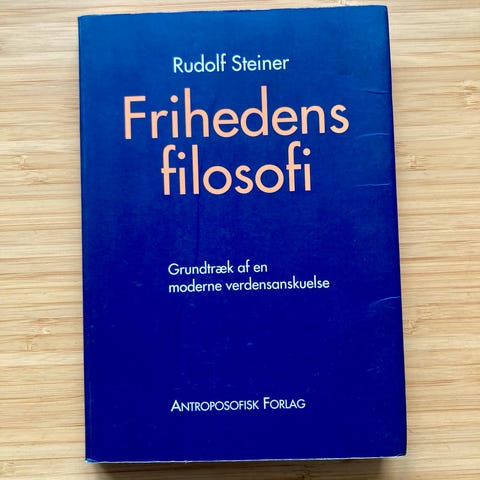 Rudolf Steiner
Frihedens
filosofi
Grundtræk af en
moderne verdensanskuelse
ANTROPOSOFISK FORLAG